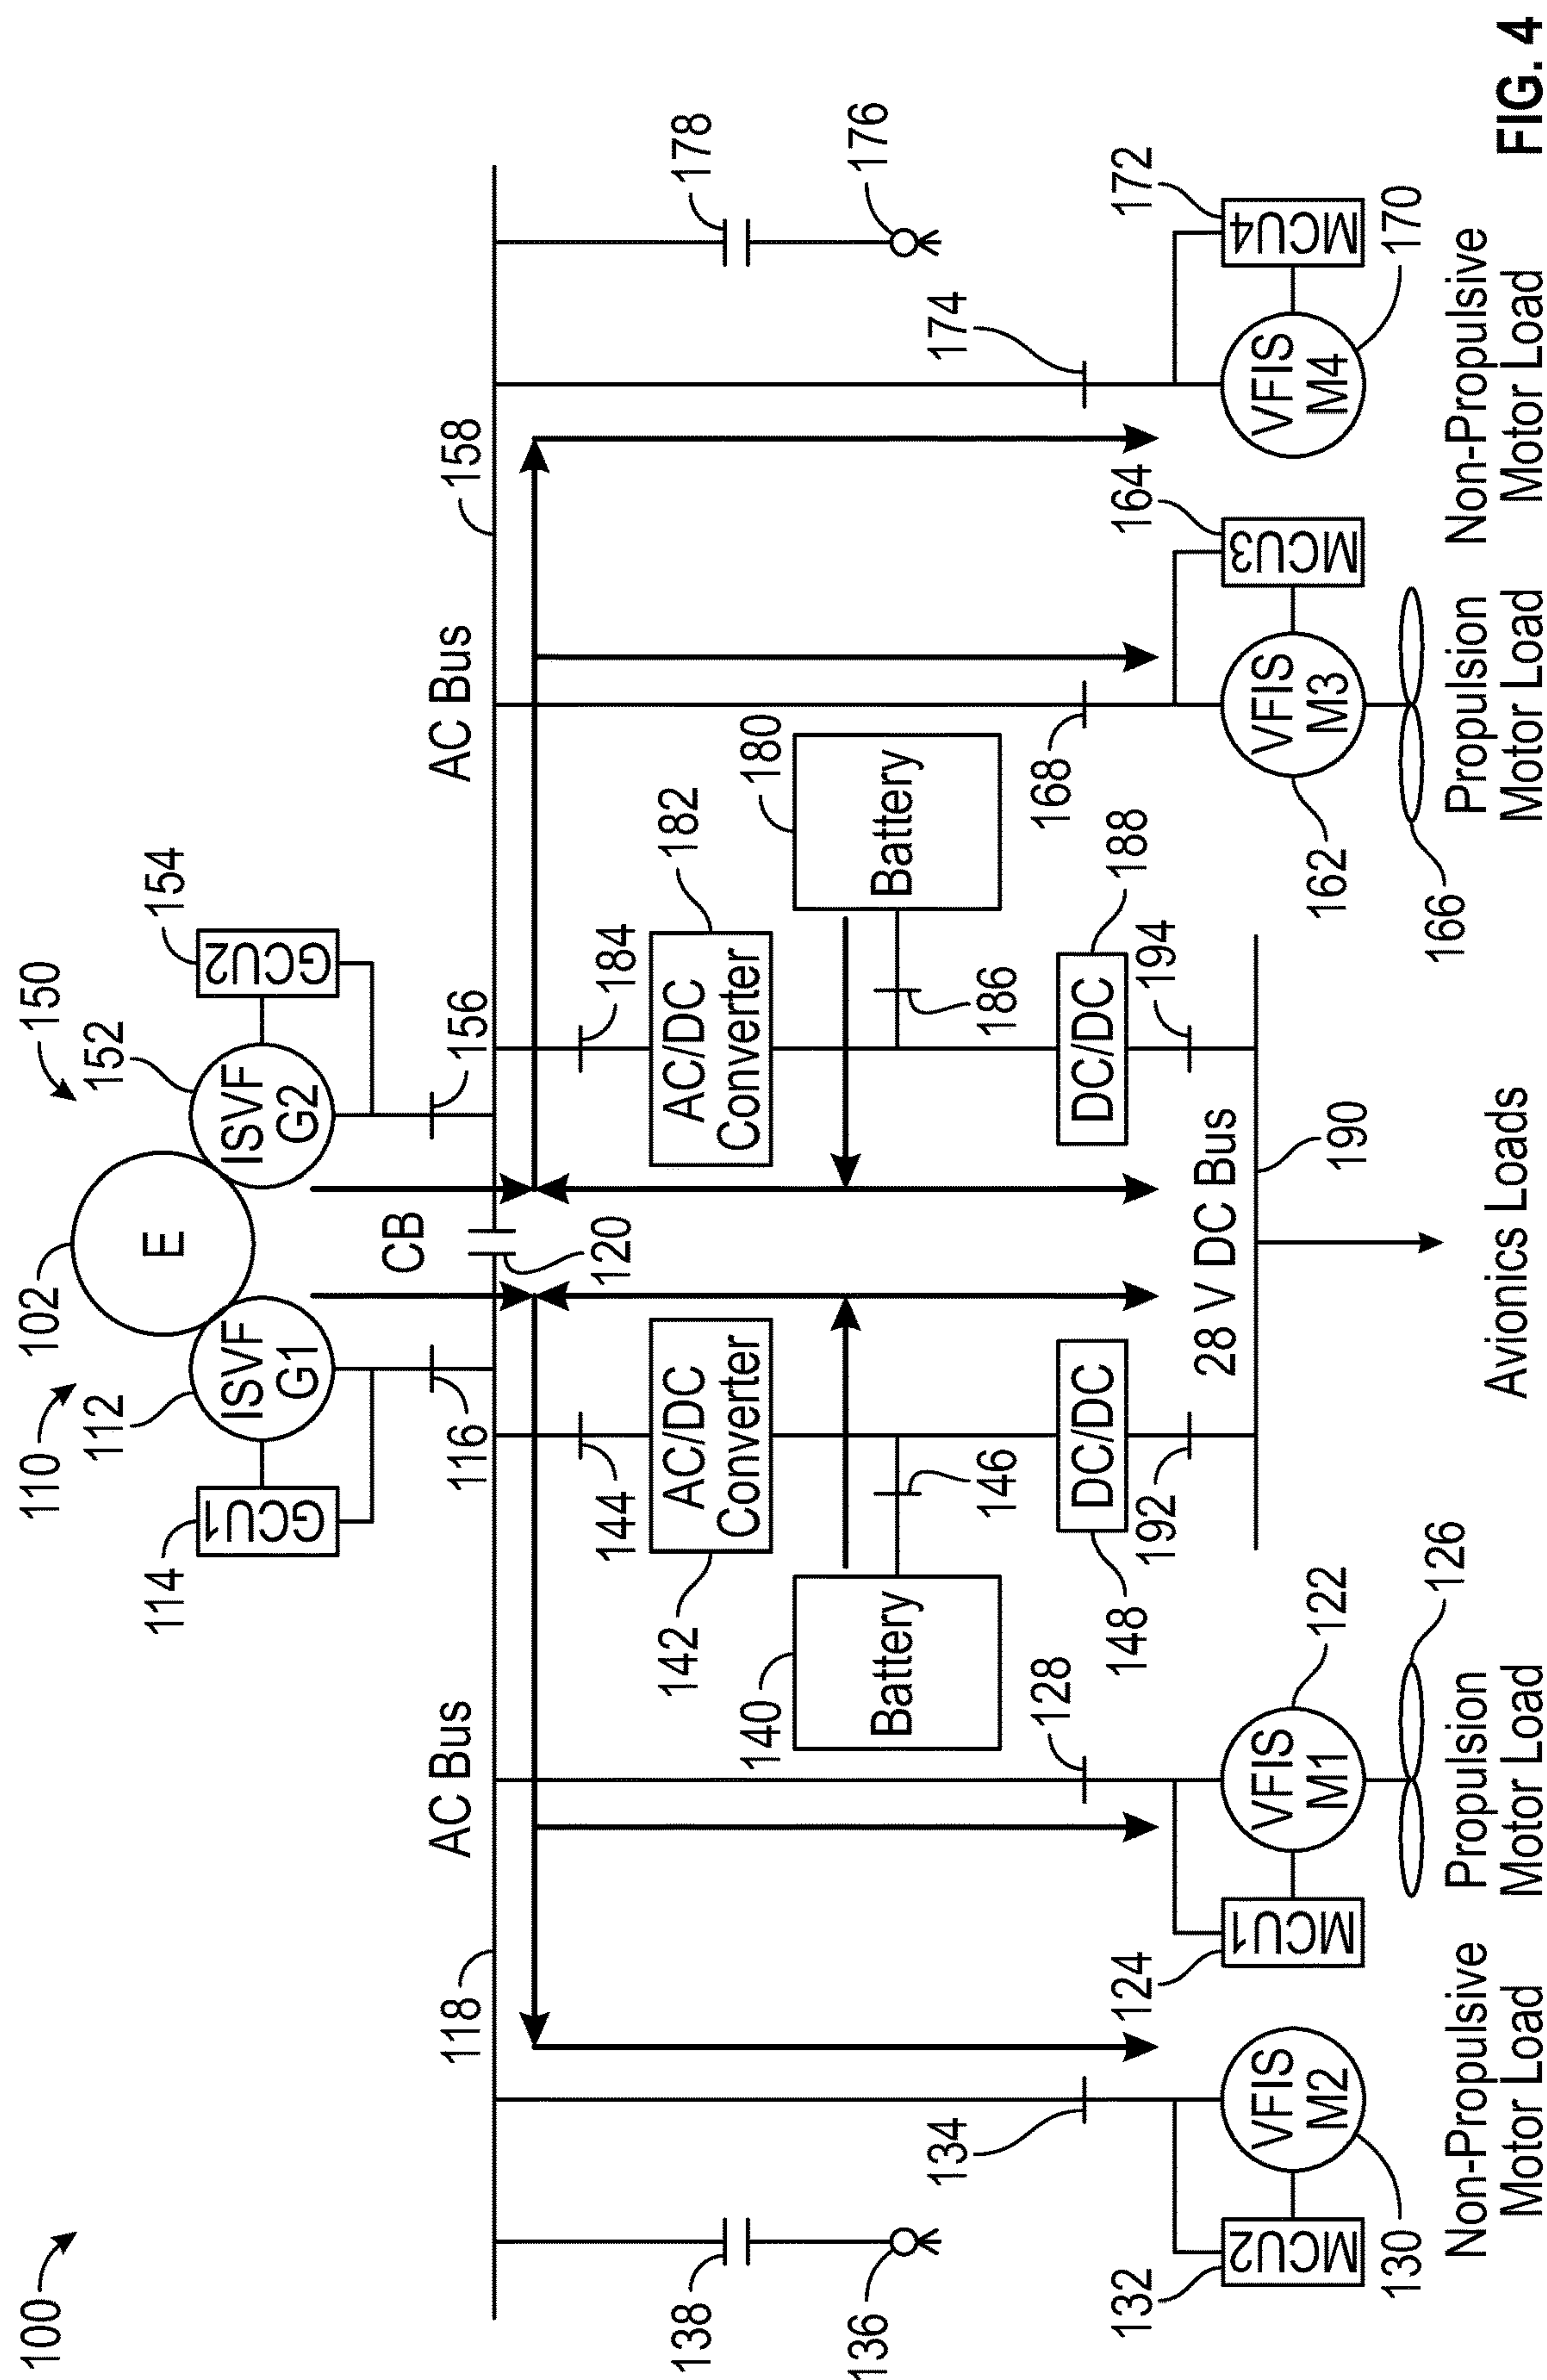 100
110
102
150
114
GCU1
112
ISVF
G1
E
ISVF
G2
152
GCU2
154
116
CB
156
118
AC Bus
120
AC Bus
158
138
144
184
178
142
AC/DC
Converter
AC/DC
Converter
182
140
Battery
Battery
180
136
146
186
176
134
128
168
174
148
DC/DC
DC/DC
188
192
28 V DC Bus
194
132
MCU2
VFIS
M2
124
MCU1
VFIS
M1
122
190
162
VFIS
M3
MCU3
164
VFIS
M4
MCU4
172
130
126
166
170
Non-Propulsive
Motor Load
Propulsion
Motor Load
Avionics Loads
Propulsion
Motor Load
Non-Propulsive
Motor Load
FIG. 4